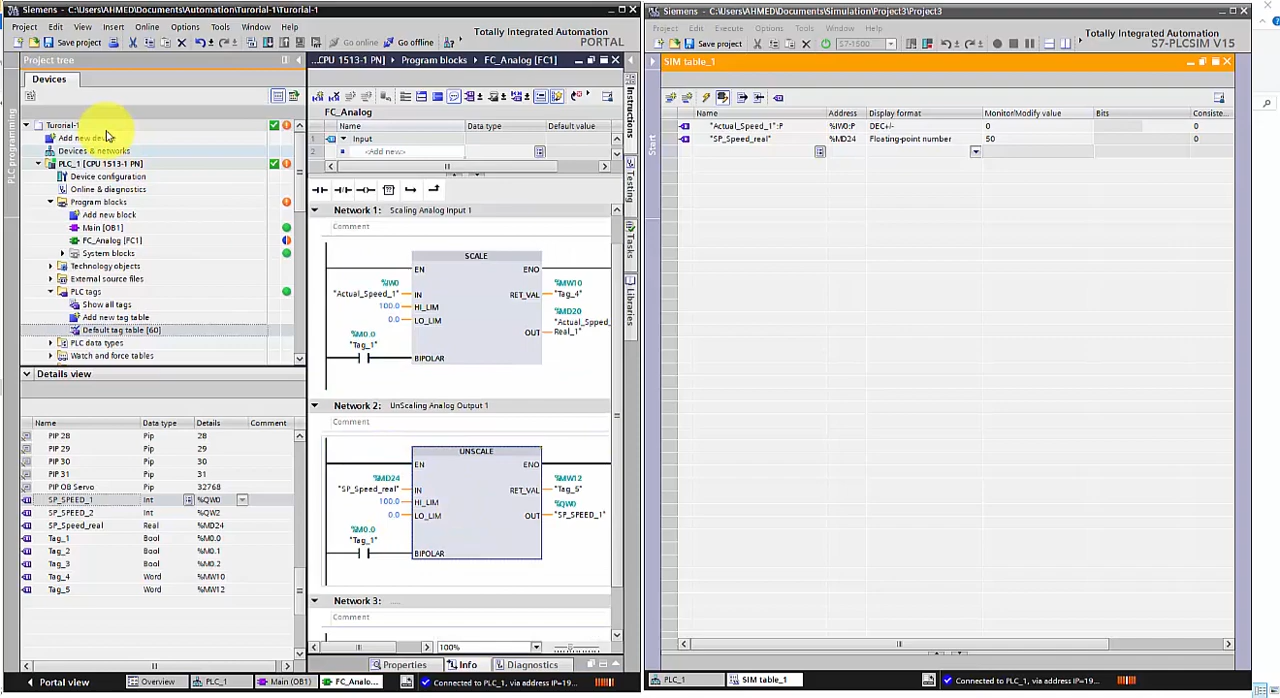 Siemens - C:\Users\AHMED\Documents\Automation\Turorial-1\Turorial-1
Project Edit View Insert Online Options Tools Window Help
Totally Integrated Automation
PORTAL
Save project
Go online
Go offline
Project tree
Devices
Turorial-1
Add new device
Devices & networks
PLC_1 [CPU 1513-1 PN]
Device configuration
Online & diagnostics
Program blocks
Add new block
Main [OB1]
FC_Analog [FC1]
System blocks
Technology objects
External source files
PLC tags
Show all tags
Add new tag table
Default tag table [60]
PLC data types
Watch and force tables
PLC programming
Details view
Name Data type Details Comment
PIP 28 Pip 28
PIP 29 Pip 29
PIP 30 Pip 30
PIP 31 Pip 31
PIP OB Servo Pip 32768
SP_SPEED_1 Int %QW0
SP_SPEED_2 Int %QW2
SP_Speed_real Real %MD24
Tag_1 Bool %M0.0
Tag_2 Bool %M0.1
Tag_3 Bool %M0.2
Tag_4 Word %MW10
Tag_5 Word %MW12
...CPU 1513-1 PN] Program blocks FC_Analog [FC1]
FC_Analog
Name Data type Default value
1 Input
2 <Add new>
Network 1: Scaling Analog Input 1
Comment
SCALE
EN ENO
%IW0
"Actual_Speed_1" IN
100.0 HI_LIM
0.0 LO_LIM
%M0.0
"Tag_1"
BIPOLAR
%MW10
RET_VAL "Tag_4"
%MD20
"Actual_Spped_
OUT Real_1"
Network 2: UnScaling Analog Output 1
Comment
UNSCALE
EN ENO
%MD24
"SP_Speed_real" IN
100.0 HI_LIM
0.0 LO_LIM
%M0.0
"Tag_1"
BIPOLAR
%MW12
RET_VAL "Tag_5"
%QW0
OUT "SP_SPEED_1"
Network 3: .....
Comment
100%
Properties Info Diagnostics
Instructions
Testing
Tasks
Libraries
Portal view Overview PLC_1 Main (OB1) FC_Analo... Connected to PLC_1, via address IP=19...
Siemens - C:\Users\AHMED\Documents\Simulation\Project3\Project3
Project Edit Execute Options Tools Window Help
Totally Integrated Automation
S7-PLCSIM V15
Save project
S7-1500
SIM table_1
Start
Name Address Display format Monitor/Modify value Bits Consiste...
"Actual_Speed_1":P %IW0:P DEC+/- 0 0
"SP_Speed_real" %MD24 Floating-point number 50 0
PLC_1 SIM table_1 Connected to PLC_1, via address IP=19...